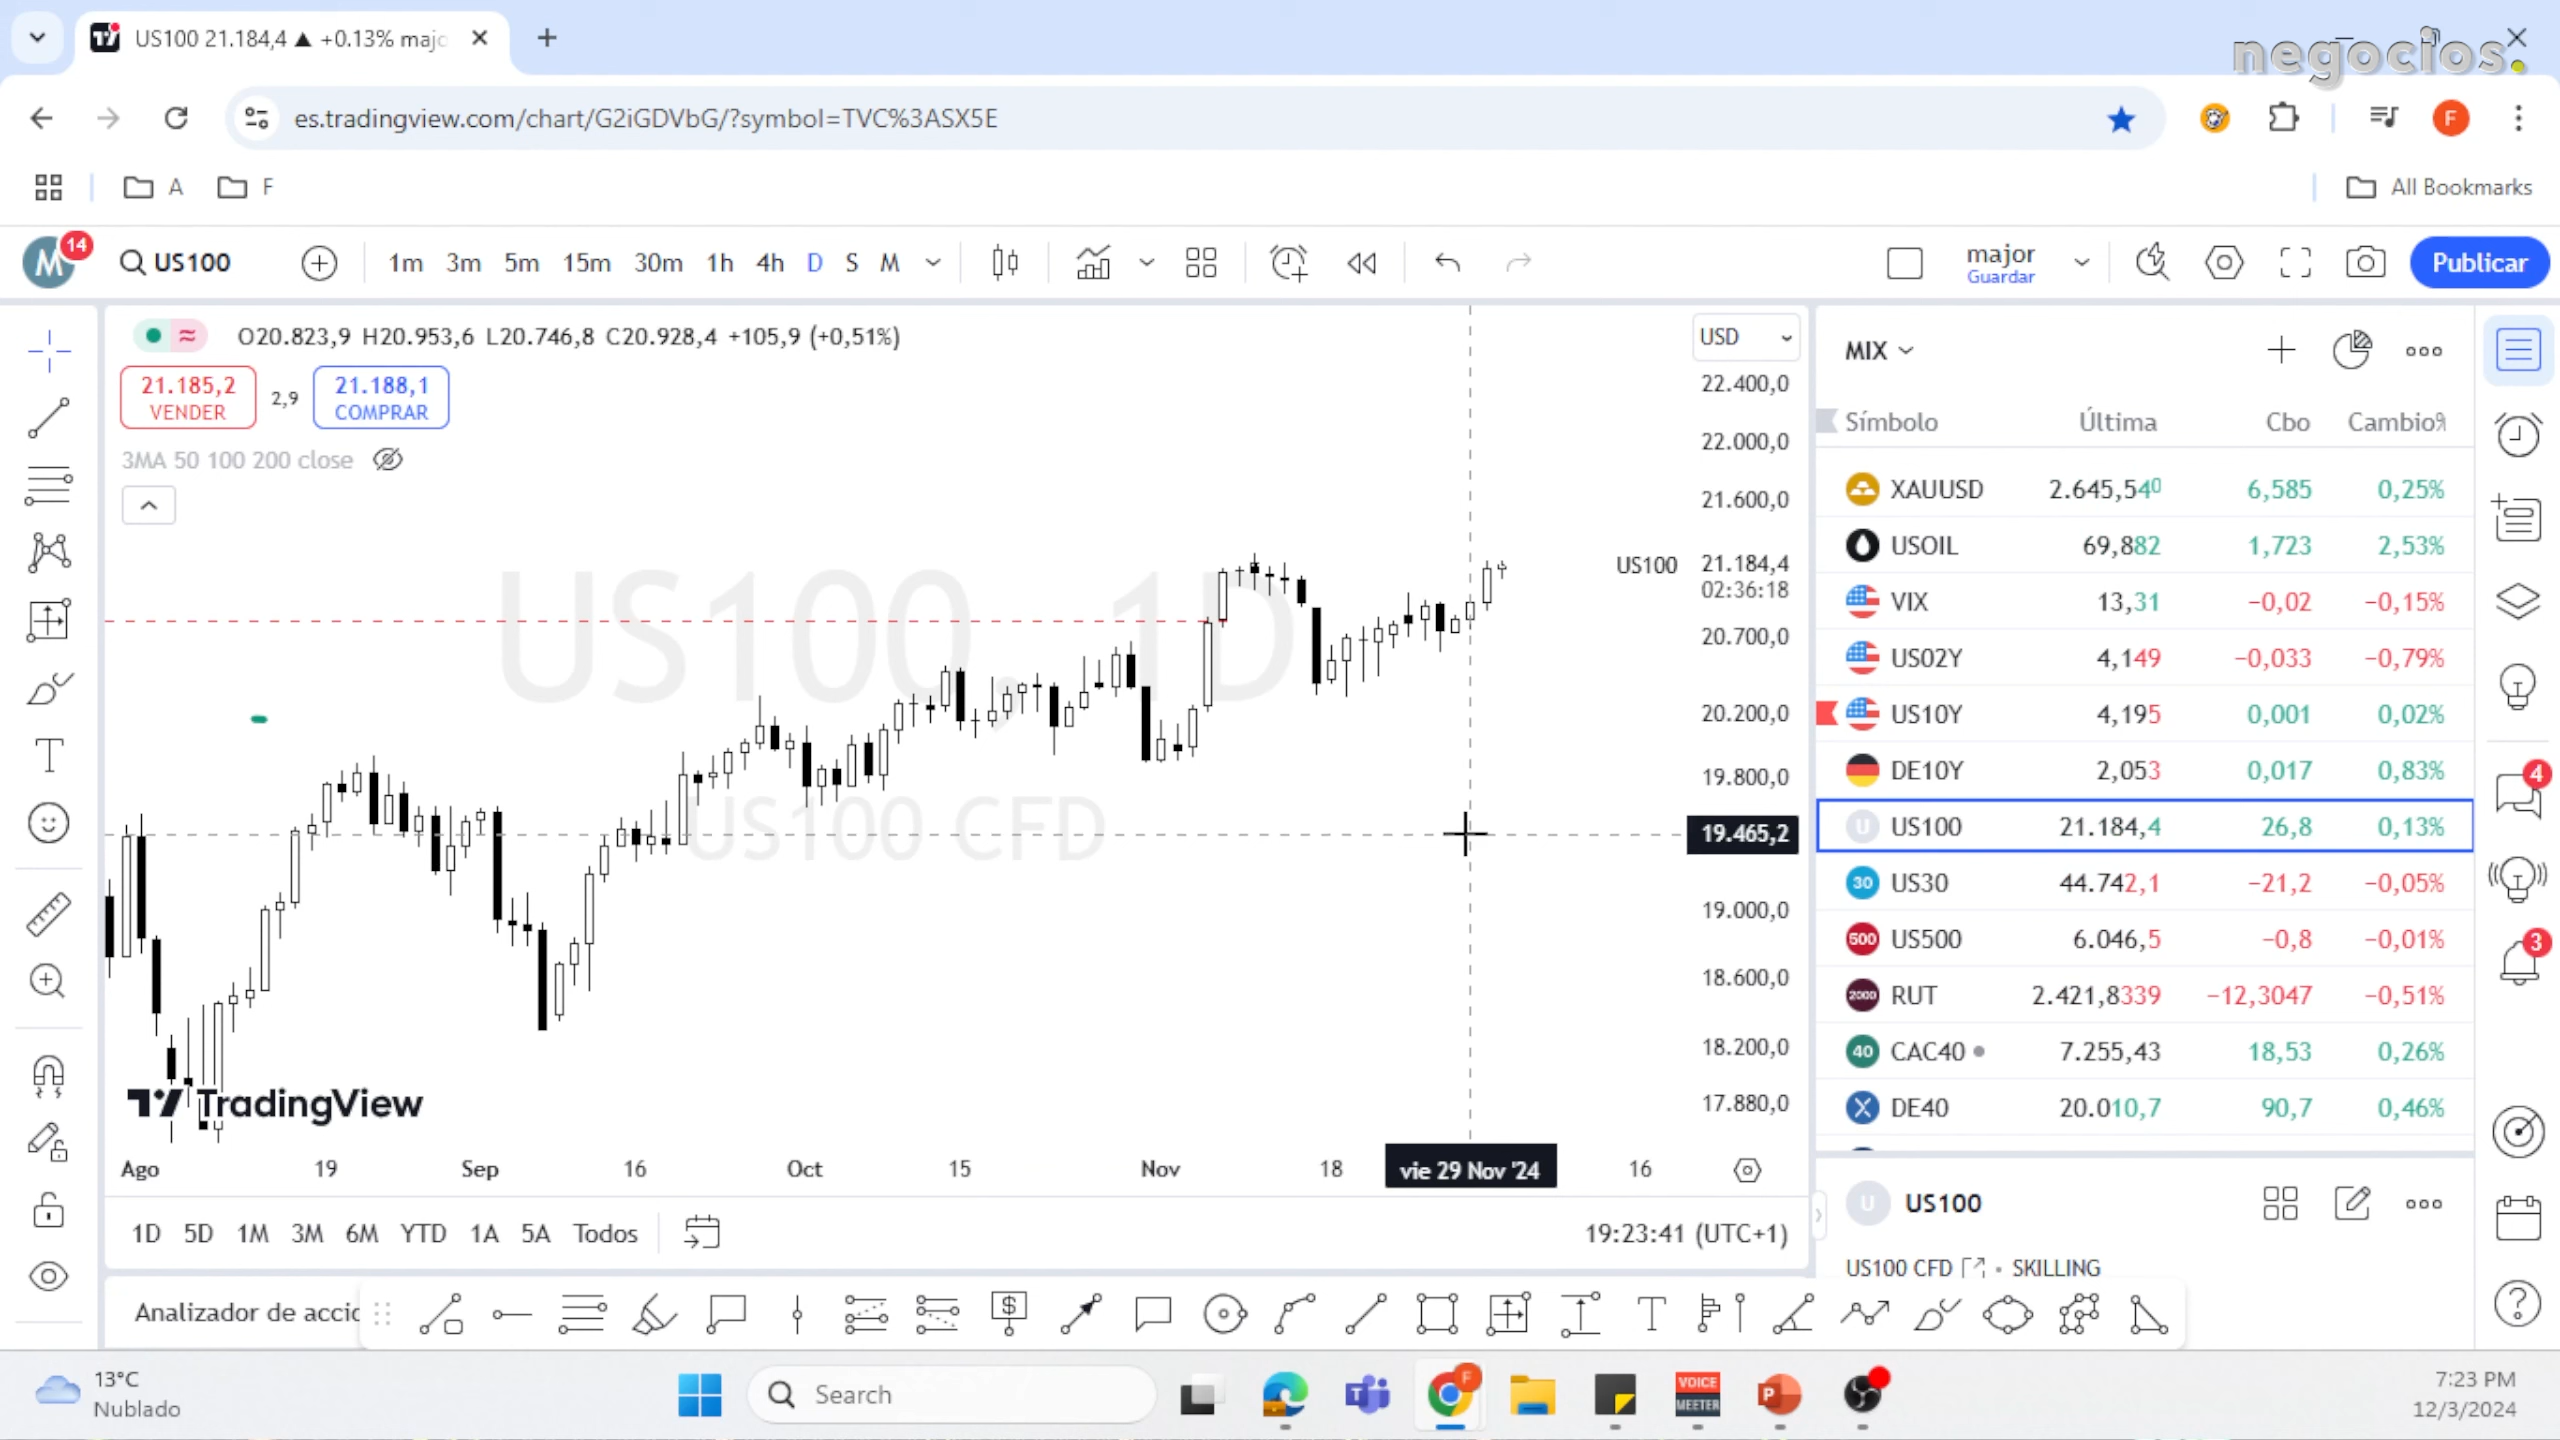 US100 21.184,4 ▲ +0.13% majo
negocios.
es.tradingview.com/chart/G2iGDVbG/?symbol=TVC%3ASX5E
F
A
F
All Bookmarks
M
14
US100
1m 3m 5m 15m 30m 1h 4h D S M
major
Guardar
Publicar
O20.823,9 H20.953,6 L20.746,8 C20.928,4 +105,9 (+0,51%)
21.185,2
VENDER
2,9
21.188,1
COMPRAR
3MA 50 100 200 close
US100, 1D
US100 CFD
TradingView
USD
22.400,0
22.000,0
21.600,0
US100 21.184,4
02:36:18
20.700,0
20.200,0
19.800,0
19.465,2
19.000,0
18.600,0
18.200,0
17.880,0
Ago 19 Sep 16 Oct 15 Nov 18 vie 29 Nov '24 16
1D 5D 1M 3M 6M YTD 1A 5A Todos
19:23:41 (UTC+1)
Analizador de accio
MIX
Símbolo Última Cbo Cambio%
XAUUSD 2.645,540 6,585 0,25%
USOIL 69,882 1,723 2,53%
VIX 13,31 −0,02 −0,15%
US02Y 4,149 −0,033 −0,79%
US10Y 4,195 0,001 0,02%
DE10Y 2,053 0,017 0,83%
U US100 21.184,4 26,8 0,13%
30 US30 44.742,1 −21,2 −0,05%
500 US500 6.046,5 −0,8 −0,01%
2000 RUT 2.421,8339 −12,3047 −0,51%
40 CAC40 7.255,43 18,53 0,26%
DE40 20.010,7 90,7 0,46%
U US100
US100 CFD • SKILLING
4
3
13°C
Nublado
Search
F
VOICE
MEETER
7:23 PM
12/3/2024